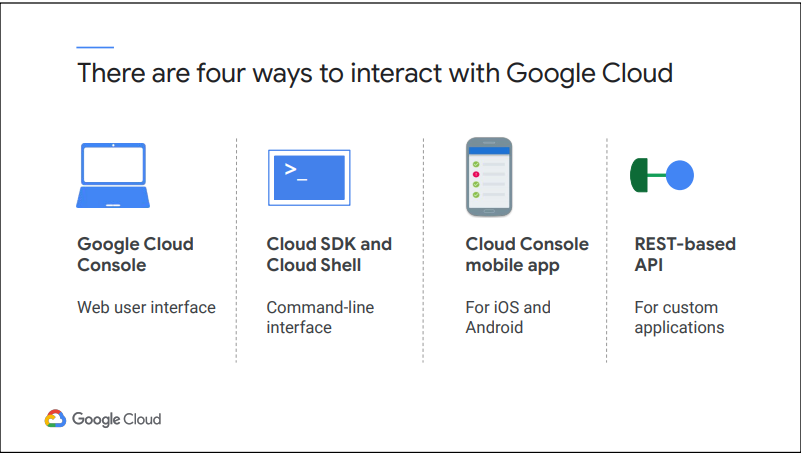 There are four ways to interact with Google Cloud
>_
Google Cloud
Console
Web user interface
Cloud SDK and
Cloud Shell
Command-line
interface
Cloud Console
mobile app
For iOS and
Android
REST-based
API
For custom
applications
Google Cloud